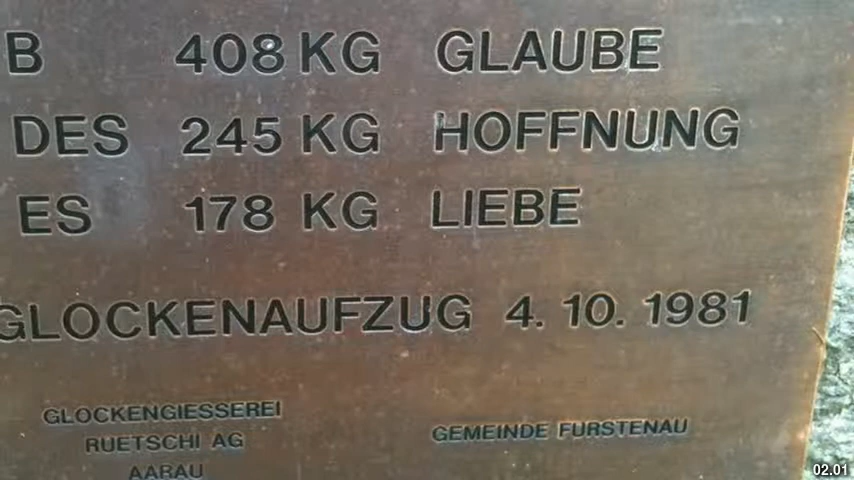 B 408 KG GLAUBE
DES 245 KG HOFFNUNG
ES 178 KG LIEBE
GLOCKENAUFZUG 4. 10. 1981
GLOCKENGIESSEREI
RUETSCHI AG
AARAU
GEMEINDE FÜRSTENAU
02.01